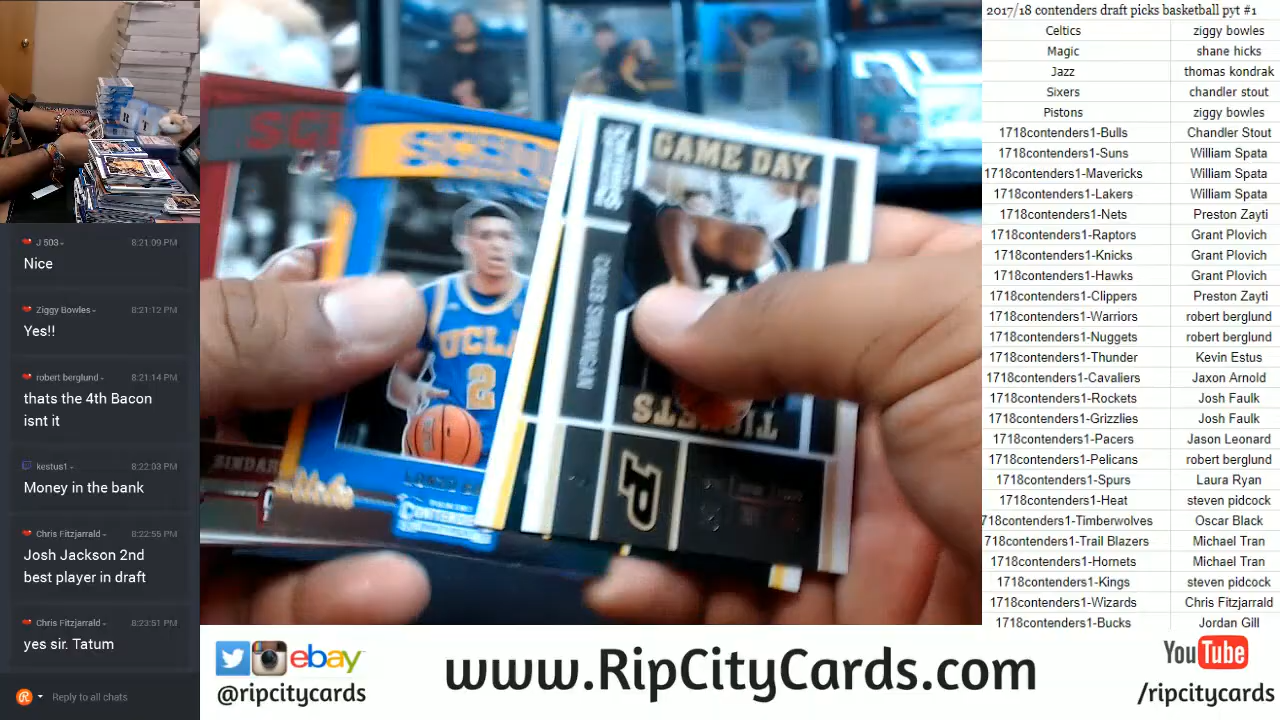 J 503
8:21:09 PM
Nice
Ziggy Bowles
8:21:12 PM
Yes!!
robert berglund
8:21:14 PM
thats the 4th Bacon
isnt it
kestus1
8:22:03 PM
Money in the bank
Chris Fitzjarrald
8:22:55 PM
Josh Jackson 2nd
best player in draft
Chris Fitzjarrald
8:23:51 PM
yes sir. Tatum
Reply to all chats
GAME DAY
TICKETS
CALEB SWANIGAN
P
UCLA
2
SINDAR
2017/18 contenders draft picks basketball pyt #1
Celtics ziggy bowles
Magic shane hicks
Jazz thomas kondrak
Sixers chandler stout
Pistons ziggy bowles
1718contenders1-Bulls Chandler Stout
1718contenders1-Suns William Spata
1718contenders1-Mavericks William Spata
1718contenders1-Lakers William Spata
1718contenders1-Nets Preston Zayti
1718contenders1-Raptors Grant Plovich
1718contenders1-Knicks Grant Plovich
1718contenders1-Hawks Grant Plovich
1718contenders1-Clippers Preston Zayti
1718contenders1-Warriors robert berglund
1718contenders1-Nuggets robert berglund
1718contenders1-Thunder Kevin Estus
1718contenders1-Cavaliers Jaxon Arnold
1718contenders1-Rockets Josh Faulk
1718contenders1-Grizzlies Josh Faulk
1718contenders1-Pacers Jason Leonard
1718contenders1-Pelicans robert berglund
1718contenders1-Spurs Laura Ryan
1718contenders1-Heat steven pidcock
718contenders1-Timberwolves Oscar Black
718contenders1-Trail Blazers Michael Tran
1718contenders1-Hornets Michael Tran
1718contenders1-Kings steven pidcock
1718contenders1-Wizards Chris Fitzjarrald
1718contenders1-Bucks Jordan Gill
ebay
@ripcitycards
www.RipCityCards.com
YouTube
/ripcitycards